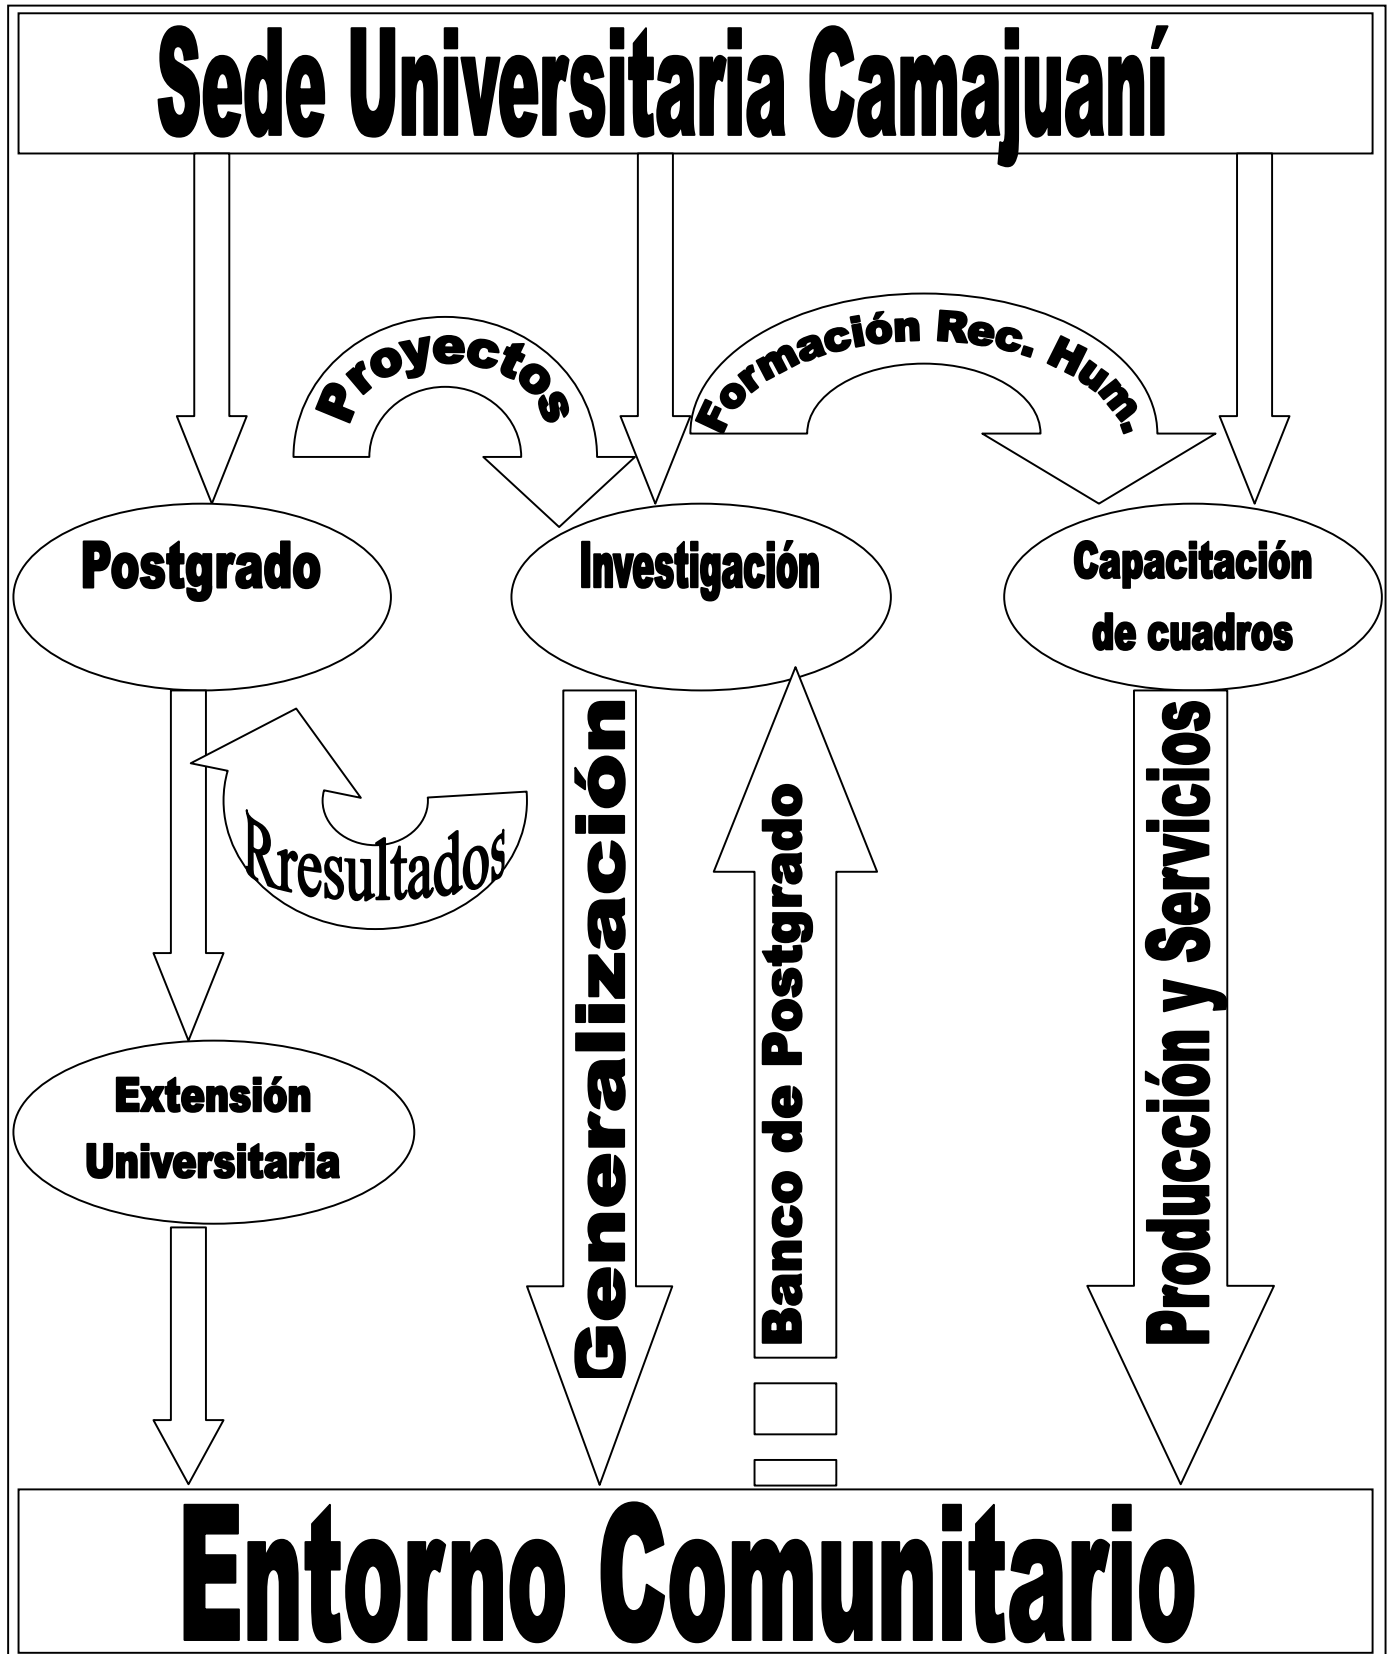 Sede Universitaria Camajuaní
Proyectos
Formación Rec. Hum.
Postgrado
Investigación
Capacitación
de cuadros
Rresultados
Generalización
Banco de Postgrado
Producción y Servicios
Extensión
Universitaria
Entorno Comunitario